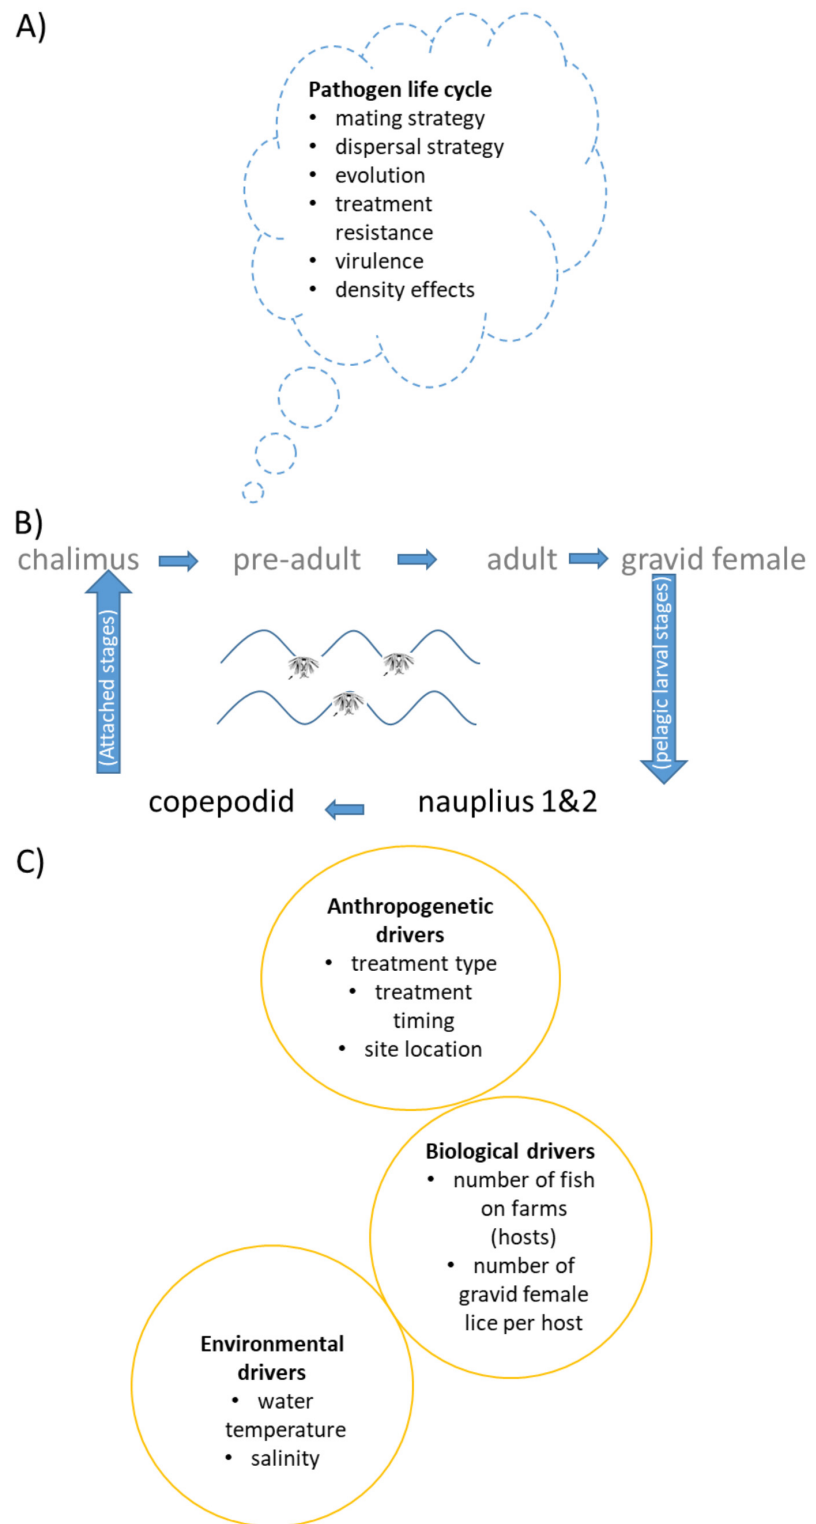 A)
Pathogen life cycle
• mating strategy
• dispersal strategy
• evolution
• treatment
resistance
• virulence
• density effects
B)
chalimus pre-adult adult gravid female
(Attached stages)
(pelagic larval stages)
copepodid nauplius 1&2
C)
Anthropogenetic
drivers
• treatment type
• treatment
timing
• site location
Biological drivers
• number of fish
on farms
(hosts)
• number of
gravid female
lice per host
Environmental
drivers
• water
temperature
• salinity